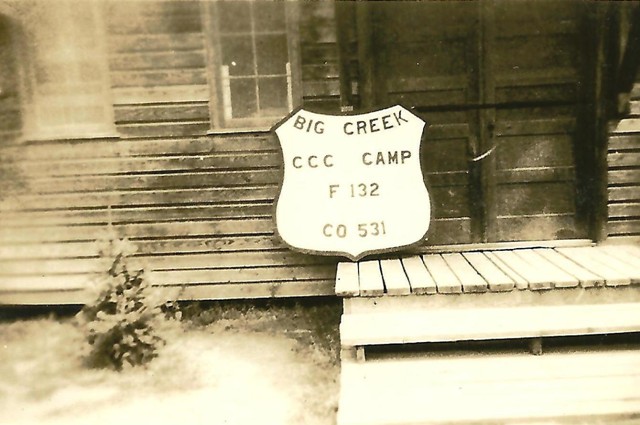 BIG CREEK
CCC CAMP
F 132
CO 531